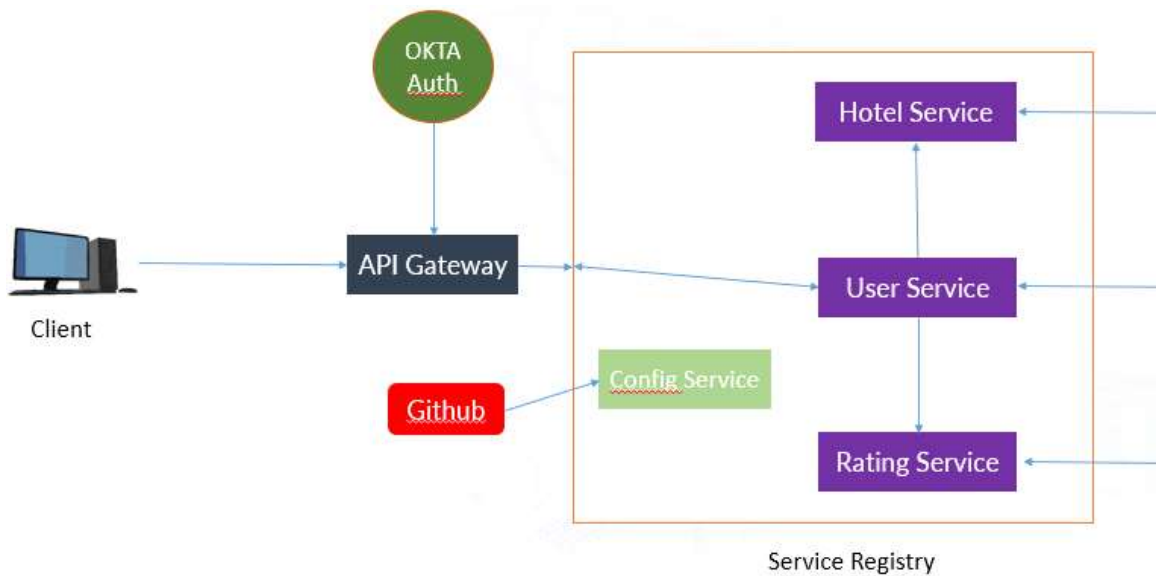 OKTA
Auth
Hotel Service
API Gateway
User Service
Client
Config Service
Github
Rating Service
Service Registry